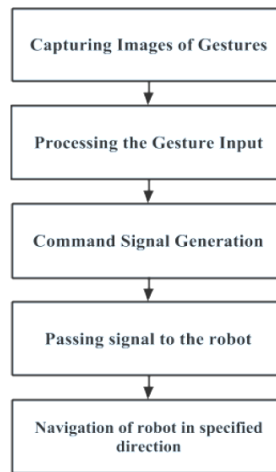 Capturing Images of Gestures
Processing the Gesture Input
Command Signal Generation
Passing signal to the robot
Navigation of robot in specified
direction